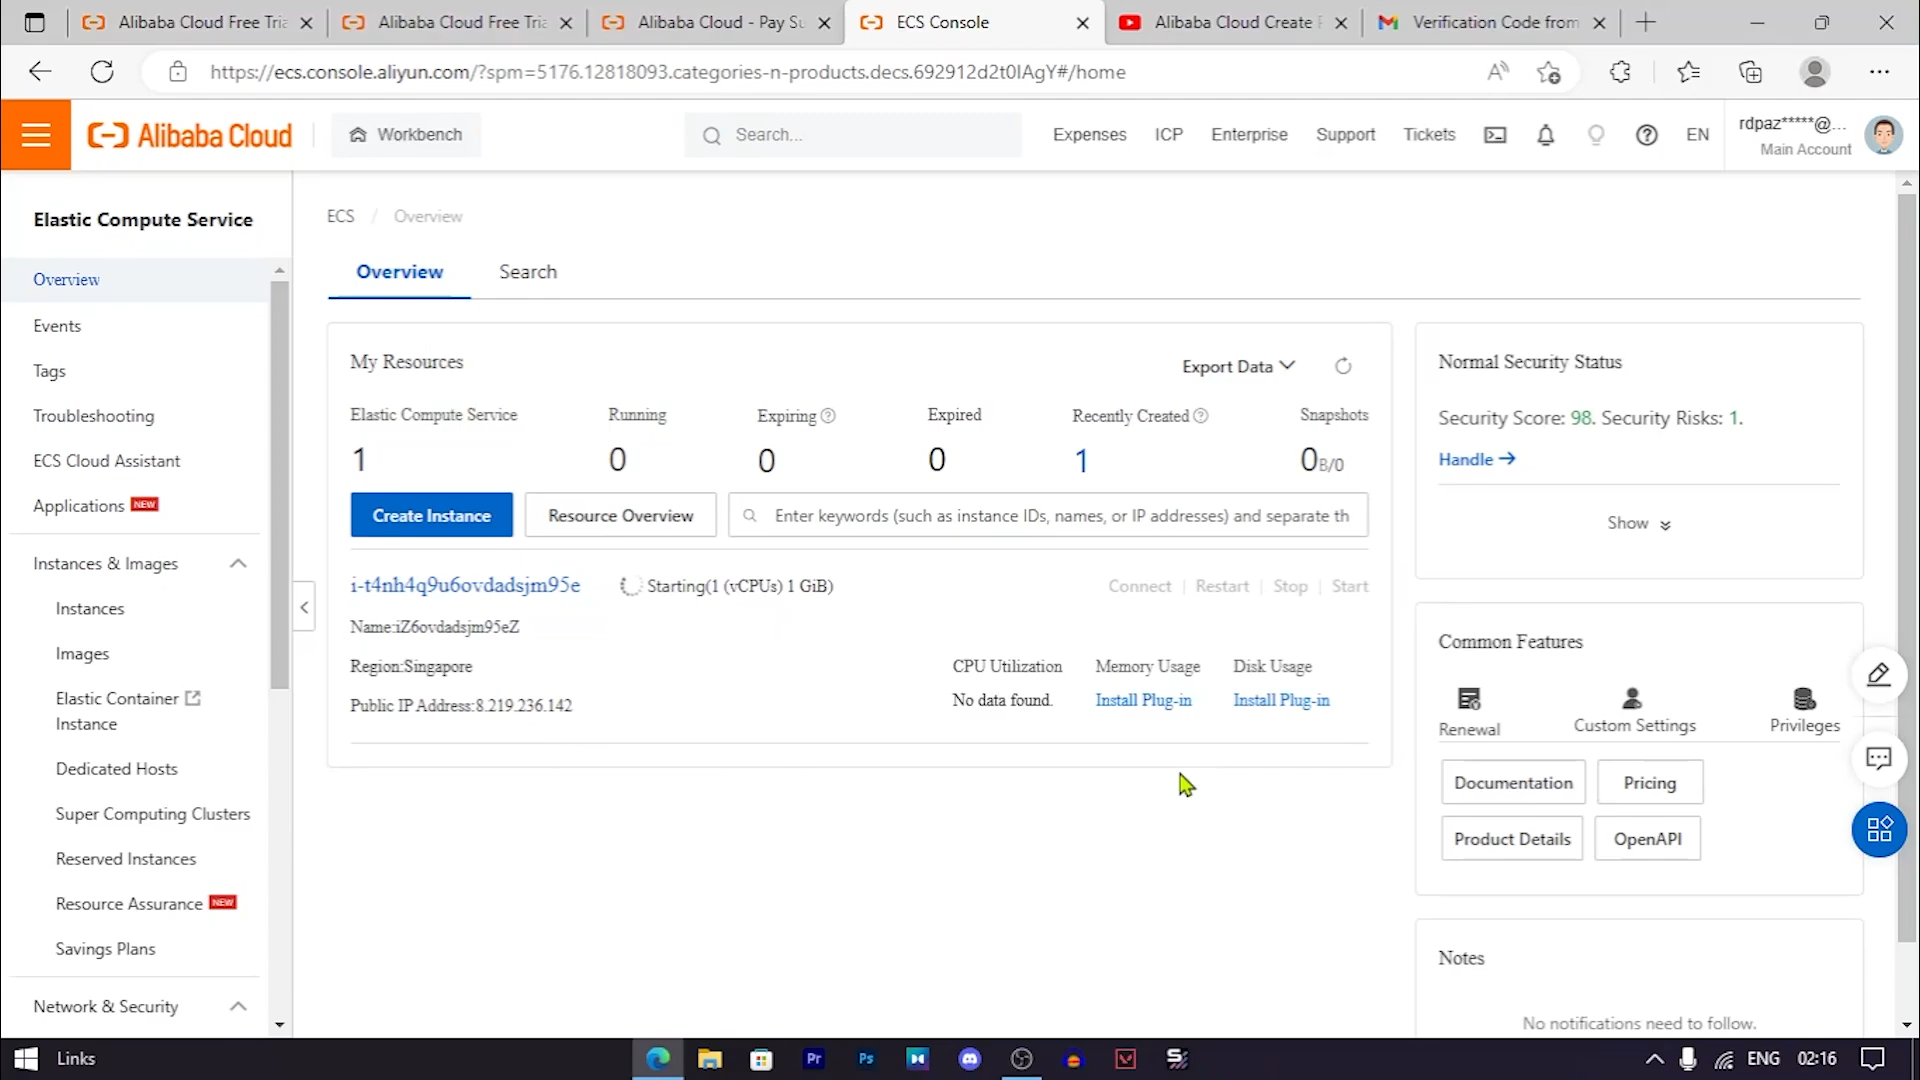 Alibaba Cloud Free Tria
Alibaba Cloud Free Tria
Alibaba Cloud - Pay Su
ECS Console
Alibaba Cloud Create
Verification Code from
https://ecs.console.aliyun.com/?spm=5176.12818093.categories-n-products.decs.692912d2t0IAgY#/home
Alibaba Cloud
Workbench
Search...
Expenses
ICP
Enterprise
Support
Tickets
EN
rdpaz*****@...
Main Account
Elastic Compute Service
Overview
Events
Tags
Troubleshooting
ECS Cloud Assistant
Applications NEW
Instances & Images
Instances
Images
Elastic Container
Instance
Dedicated Hosts
Super Computing Clusters
Reserved Instances
Resource Assurance NEW
Savings Plans
Network & Security
ECS / Overview
Overview
Search
My Resources
Export Data
Elastic Compute Service
1
Running
0
Expiring
0
Expired
0
Recently Created
1
Snapshots
0B/0
Create Instance
Resource Overview
Enter keywords (such as instance IDs, names, or IP addresses) and separate th
i-t4nh4q9u6ovdadsjm95e
Starting(1 (vCPUs) 1 GiB)
Connect | Restart | Stop | Start
Name:iZ6ovdadsjm95eZ
Region:Singapore
Public IP Address:8.219.236.142
CPU Utilization
No data found.
Memory Usage
Install Plug-in
Disk Usage
Install Plug-in
Normal Security Status
Security Score: 98. Security Risks: 1.
Handle
Show
Common Features
Renewal
Custom Settings
Privileges
Documentation
Pricing
Product Details
OpenAPI
Notes
No notifications need to follow.
Links
Pr
Ps
ENG
02:16